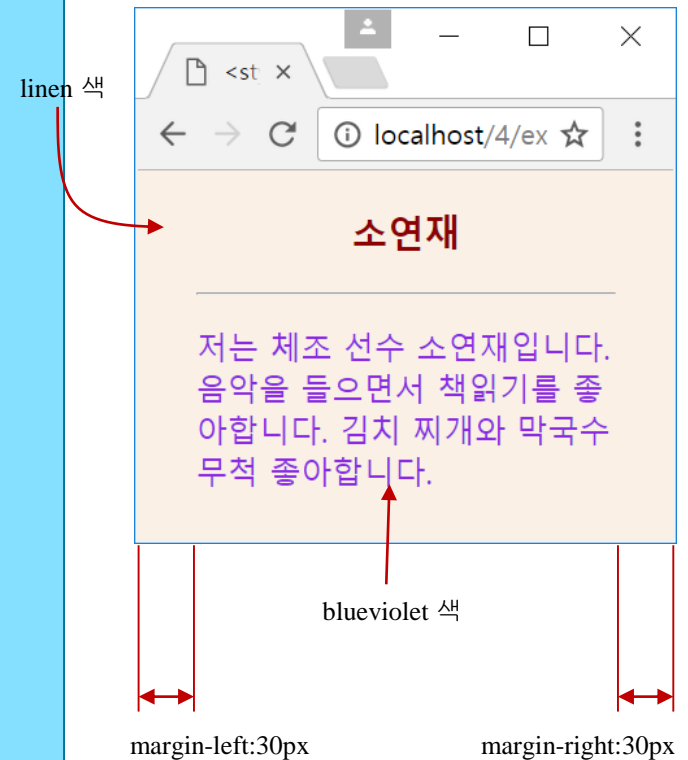 linen 색
<st
localhost/4/ex
소연재
저는 체조 선수 소연재입니다.
음악을 들으면서 책읽기를 좋
아합니다. 김치 찌개와 막국수
무척 좋아합니다.
blueviolet 색
margin-left:30px
margin-right:30px